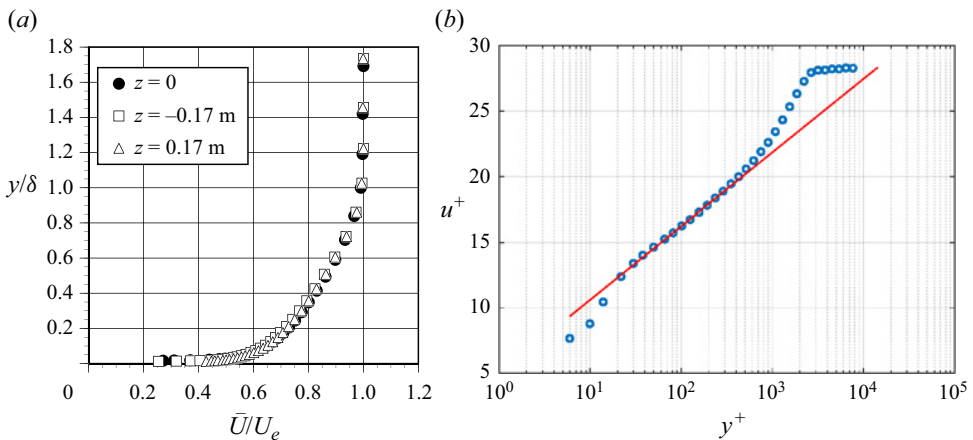 (a)
1.8
1.6
1.4
1.2
1.0
0.8
0.6
0.4
0.2
y/δ
z = 0
z = –0.17 m
z = 0.17 m
0 0.2 0.4 0.6 0.8 1.0 1.2
Ū/Uₑ
(b)
30
25
20
15
10
5
u⁺
10⁰ 10¹ 10² 10³ 10⁴ 10⁵
y⁺